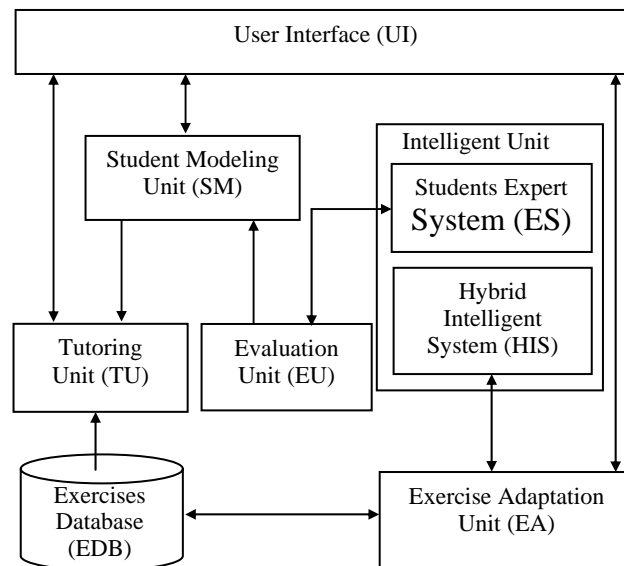 User Interface (UI)
Student Modeling
Unit (SM)
Intelligent Unit
Students Expert
System (ES)
Hybrid
Intelligent
System (HIS)
Tutoring
Unit (TU)
Evaluation
Unit (EU)
Exercises
Database
(EDB)
Exercise Adaptation
Unit (EA)